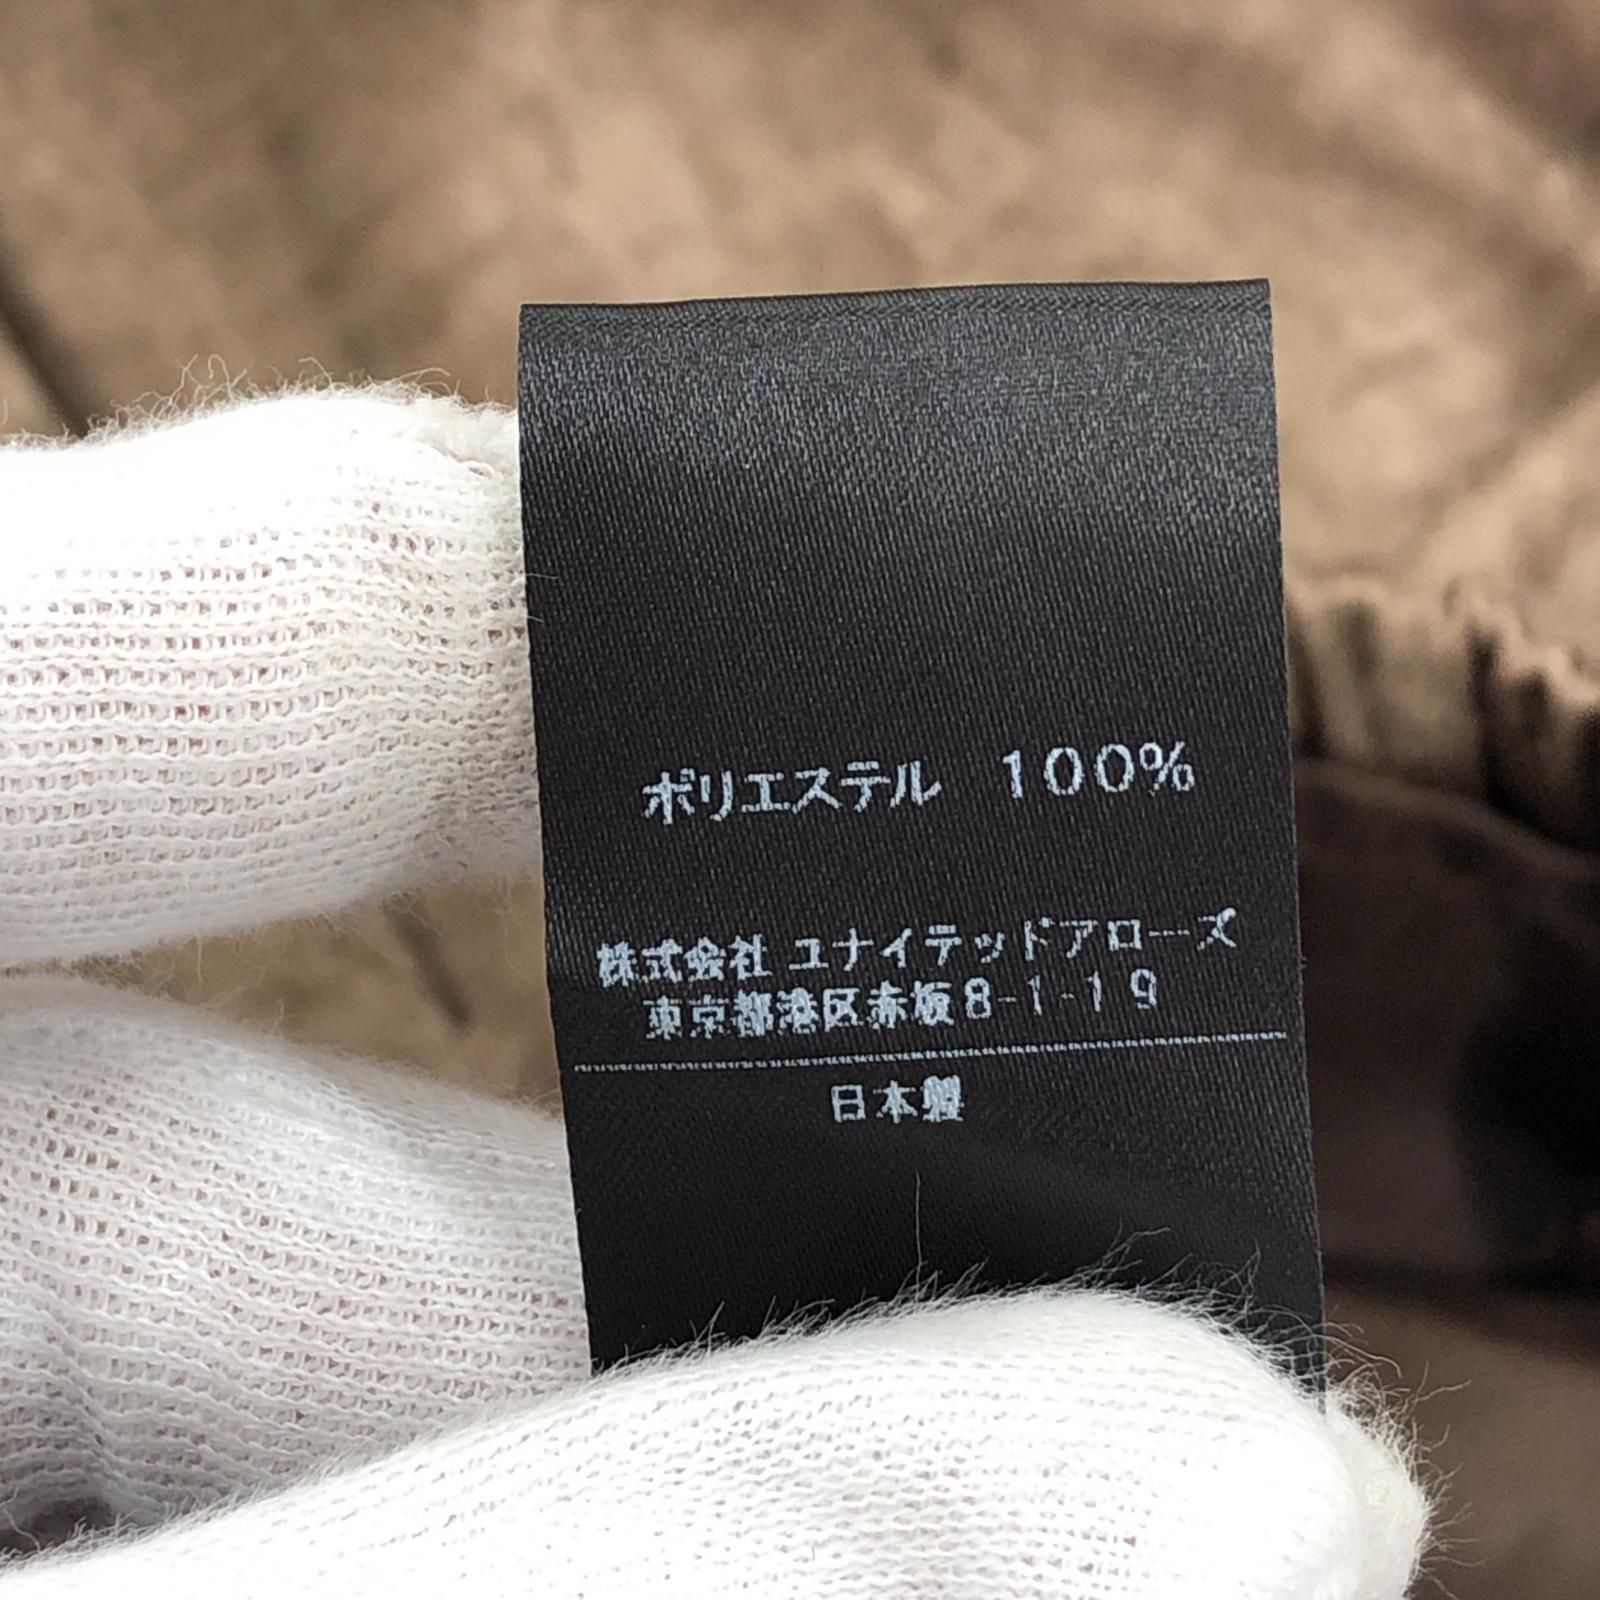 ポリエステル 100%
株式会社 ユナイテッドアローズ
東京都港区赤坂8-1-19
日本製